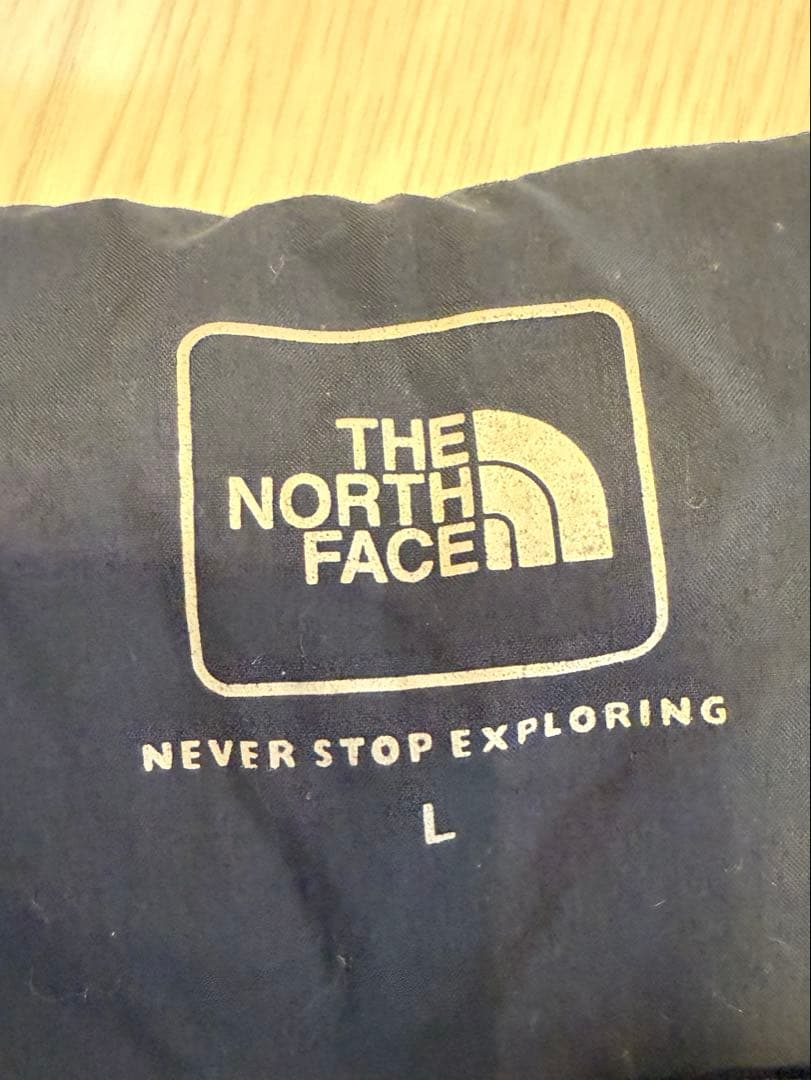 THE
NORTH
FACE
NEVER STOP EXPLORING
L